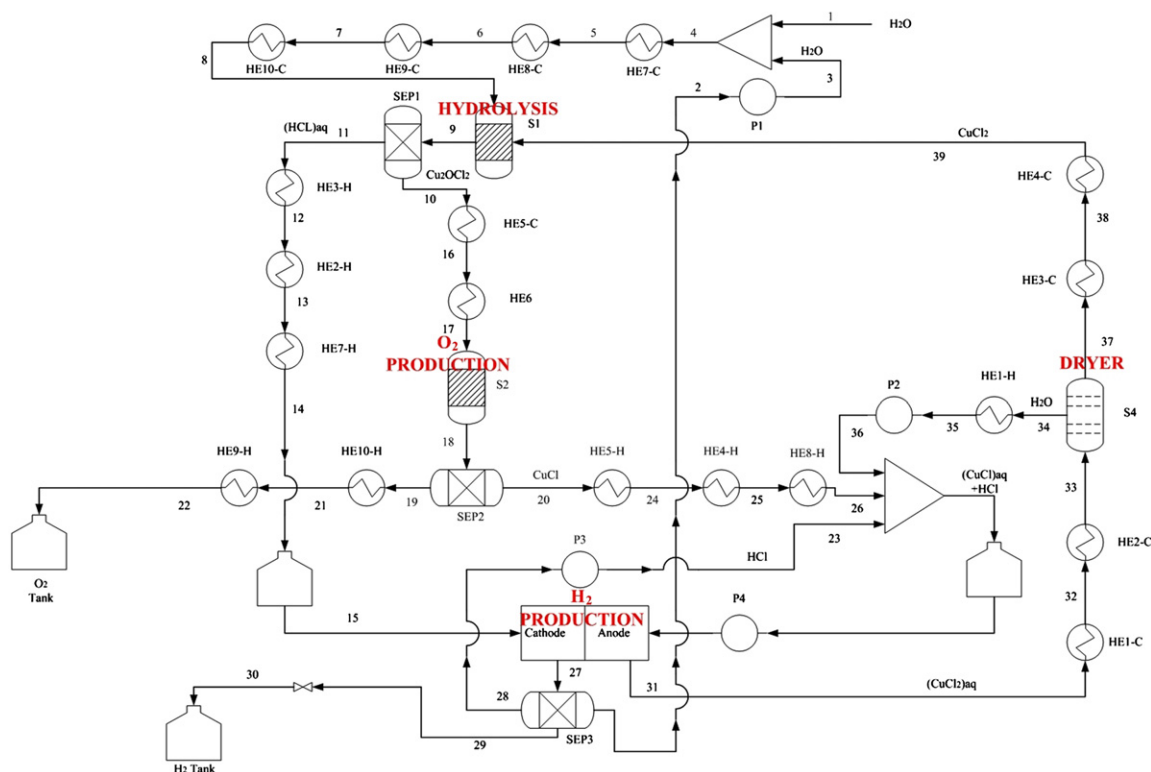 1
H2O
7
6
5
4
H2O
8
HE10-C
HE9-C
HE8-C
HE7-C
3
2
SEP1
HYDROLYSIS
P1
(HCL)aq
11
9
S1
CuCl2
39
Cu2OCl2
10
HE3-H
HE4-C
12
HE5-C
38
16
HE2-H
HE3-C
13
HE6
17
37
HE7-H
O2
PRODUCTION
DRYER
S2
HE1-H
P2
H2O
S4
14
36
35
34
18
HE9-H
HE10-H
CuCl
HE5-H
HE4-H
HE8-H
(CuCl)aq
+HCl
22
21
19
20
24
25
26
33
SEP2
23
P3
HCl
HE2-C
O2
Tank
H2
PRODUCTION
P4
32
15
Cathode
Anode
HE1-C
27
30
28
31
(CuCl2)aq
29
SEP3
H2 Tank